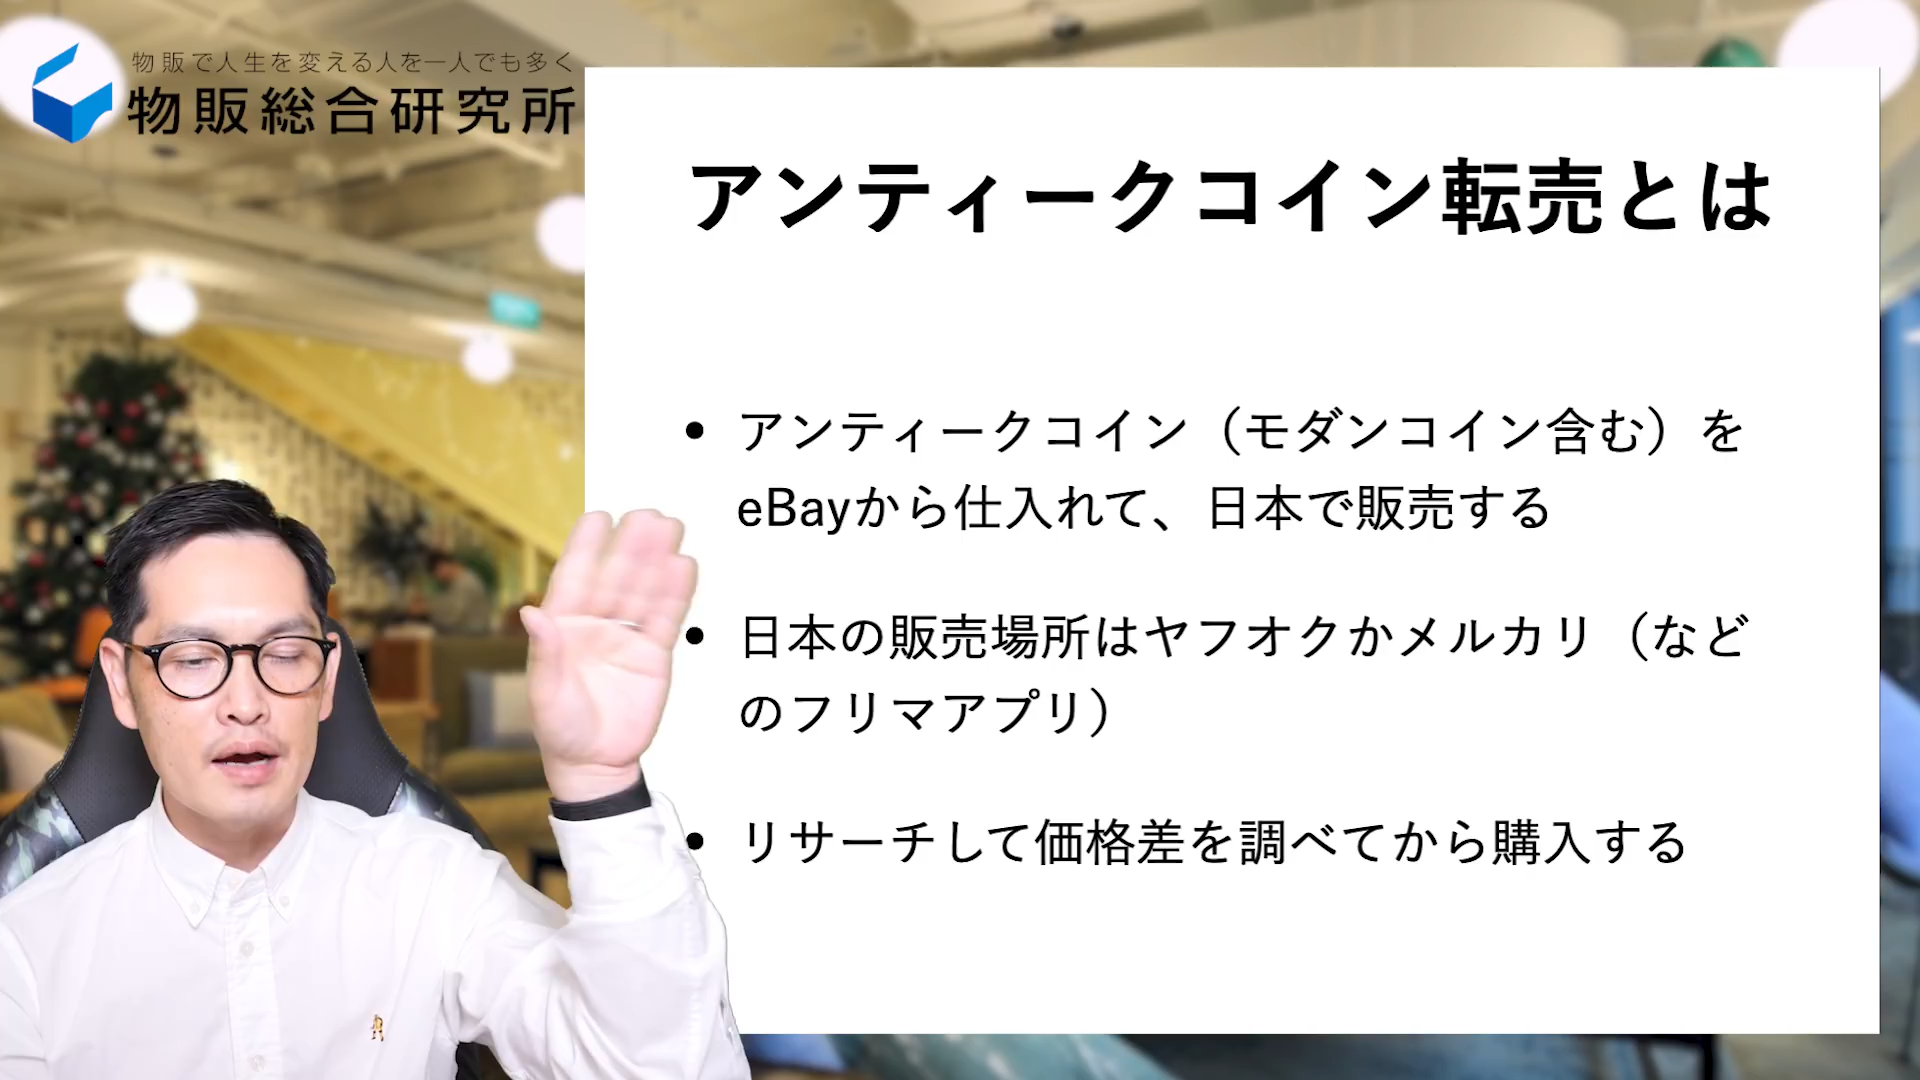 物販で人生を変える人を一人でも多く
物販総合研究所
アンティークコイン転売とは
• アンティークコイン（モダンコイン含む）を
eBayから仕入れて、日本で販売する
• 日本の販売場所はヤフオクかメルカリ（など
のフリマアプリ）
• リサーチして価格差を調べてから購入する